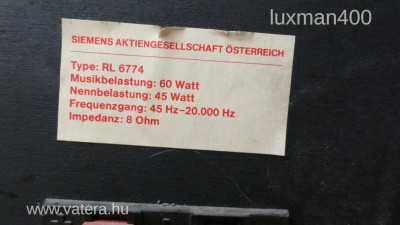 luxman400
SIEMENS AKTIENGESELLSCHAFT ÖSTERREICH
Type: RL 6774
Musikbelastung: 60 Watt
Nennbelastung: 45 Watt
Frequenzgang: 45 Hz–20.000 Hz
Impedanz: 8 Ohm
www.vatera.hu